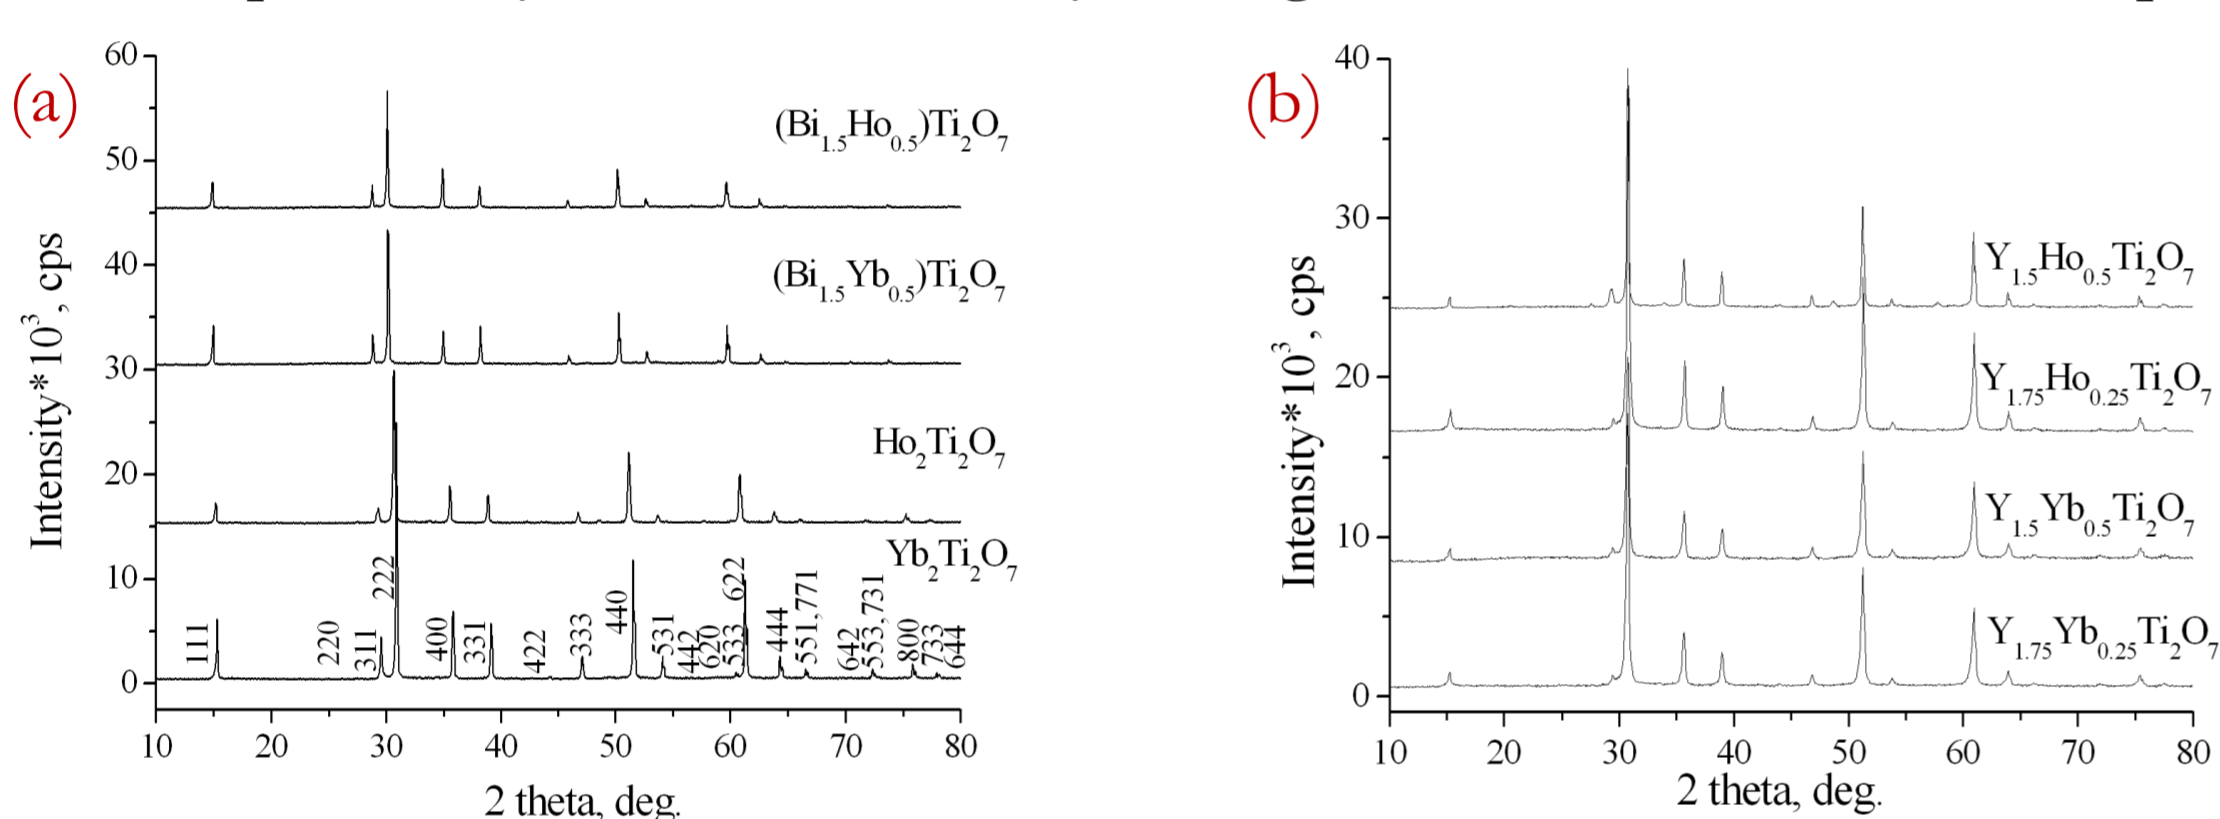 (a)
60
50
40
30
20
10
0
Intensity*10³, cps
(Bi₁.₅Ho₀.₅)Ti₂O₇
(Bi₁.₅Yb₀.₅)Ti₂O₇
Ho₂Ti₂O₇
Yb₂Ti₂O₇
111
220
311
222
400
331
422
333
440
531
442
620
533
622
444
551,771
642
553,731
800
733
644
10 20 30 40 50 60 70 80
2 theta, deg.
(b)
40
30
20
10
0
Intensity*10³, cps
Y₁.₅Ho₀.₅Ti₂O₇
Y₁.₇₅Ho₀.₂₅Ti₂O₇
Y₁.₅Yb₀.₅Ti₂O₇
Y₁.₇₅Yb₀.₂₅Ti₂O₇
10 20 30 40 50 60 70 80
2 theta, deg.